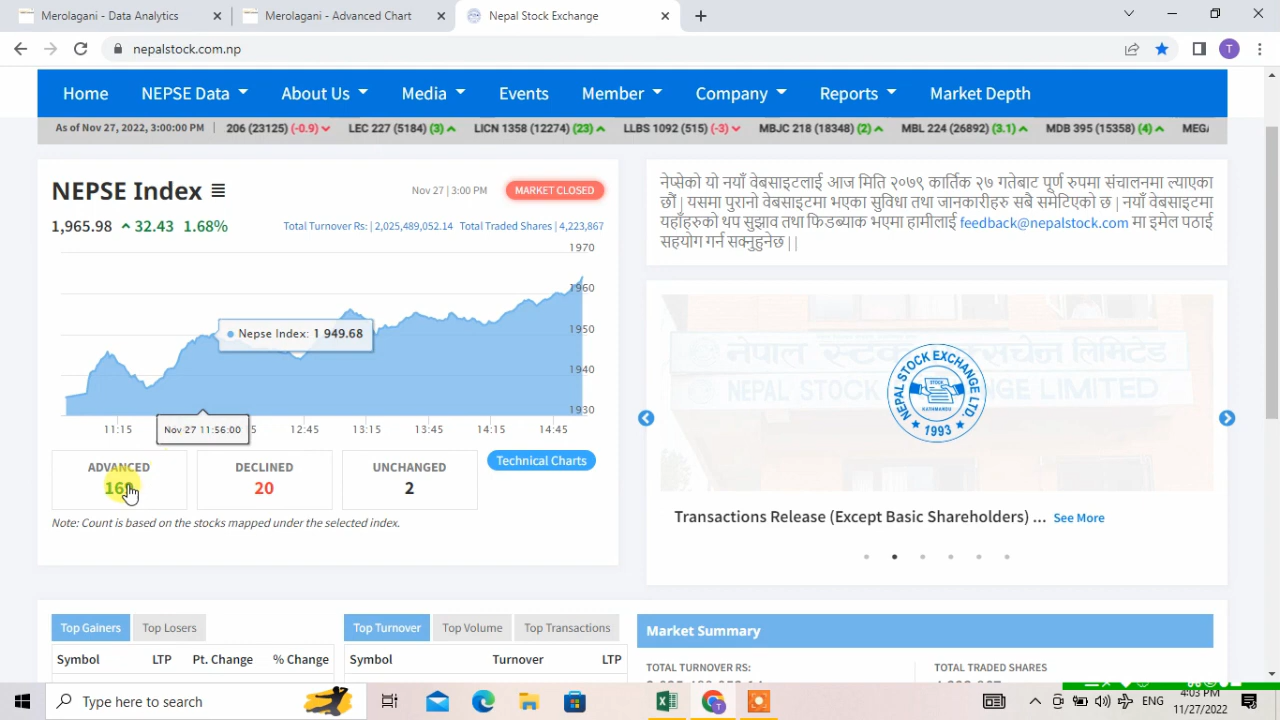 Merolagani - Data Analytics
Merolagani - Advanced Chart
Nepal Stock Exchange
nepalstock.com.np
T
Home NEPSE Data About Us Media Events Member Company Reports Market Depth
As of Nov 27, 2022, 3:00:00 PM 206 (23125) (-0.9) LEC 227 (5184) (3) LICN 1358 (12274) (23) LLBS 1092 (515) (-3) MBJC 218 (18348) (2) MBL 224 (26892) (3.1) MDB 395 (15358) (4)
NEPSE Index
Nov 27 | 3:00 PM
MARKET CLOSED
1,965.98 32.43 1.68%
Total Turnover Rs: | 2,025,489,052.14 Total Traded Shares | 4,223,867
1970
1960
1950
1940
1930
Nepse Index: 1 949.68
11:15 12:45 13:15 13:45 14:15 14:45
Nov 27 11:56:00
ADVANCED DECLINED UNCHANGED
20 2
Technical Charts
Note: Count is based on the stocks mapped under the selected index.
नेप्सेको यो नयाँ वेबसाइटलाई आज मिति २०७९ कार्तिक २७ गतेबाट पूर्ण रुपमा संचालनमा ल्याएका
छौं | यसमा पुरानो वेबसाइटमा भएका सुविधा तथा जानकारीहरु सबै समेटिएको छ | नयाँ वेबसाइटमा
यहाँहरुको थप सुझाव तथा फिडब्याक भएमा हामीलाई feedback@nepalstock.com मा इमेल पठाई
सहयोग गर्न सक्नुहुनेछ | |
नेपाल स्टक
NEPAL STOCK EXCHANGE LIMITED
NEPAL STOCK EXCHANGE LTD
STOCK
KATHMANDU
1993
Transactions Release (Except Basic Shareholders) ... See More
Top Gainers Top Losers
Symbol LTP Pt. Change % Change
Top Turnover Top Volume Top Transactions
Symbol Turnover LTP
Market Summary
TOTAL TURNOVER RS: TOTAL TRADED SHARES
Type here to search
ENG
4:03 PM
11/27/2022